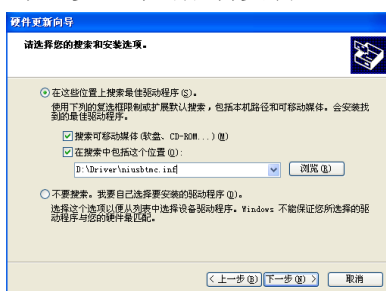 硬件更新向导
请选择您的搜索和安装选项。
在这些位置上搜索最佳驱动程序(S)。
使用下列的复选框限制或扩展默认搜索，包括本机路径和可移动媒体。会安装找
到的最佳驱动程序。
搜索可移动媒体(软盘、CD-ROM...)(M)
在搜索中包括这个位置(O):
D:\Driver\niusbtmc.inf
浏览(R)
不要搜索。我要自己选择要安装的驱动程序(D)。
选择这个选项以便从列表中选择设备驱动程序。Windows 不能保证您所选择的驱
动程序与您的硬件最匹配。
< 上一步(B) 下一步(N) > 取消